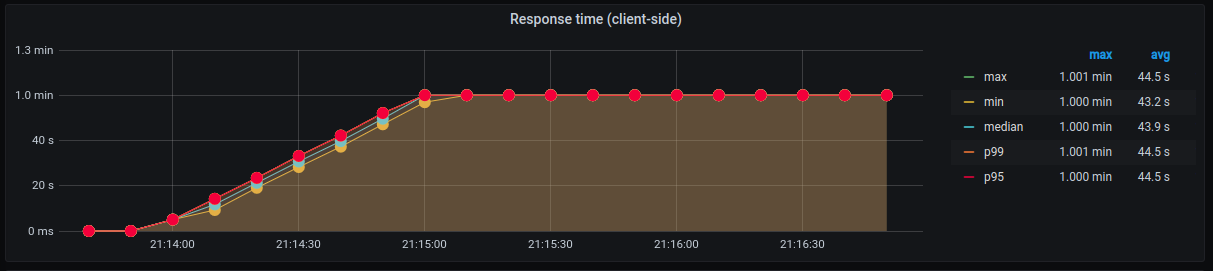 Response time (client-side)
1.3 min
1.0 min
40 s
20 s
0 ms
21:14:00 21:14:30 21:15:00 21:15:30 21:16:00 21:16:30
max avg
max 1.001 min 44.5 s
min 1.000 min 43.2 s
median 1.000 min 43.9 s
p99 1.001 min 44.5 s
p95 1.000 min 44.5 s